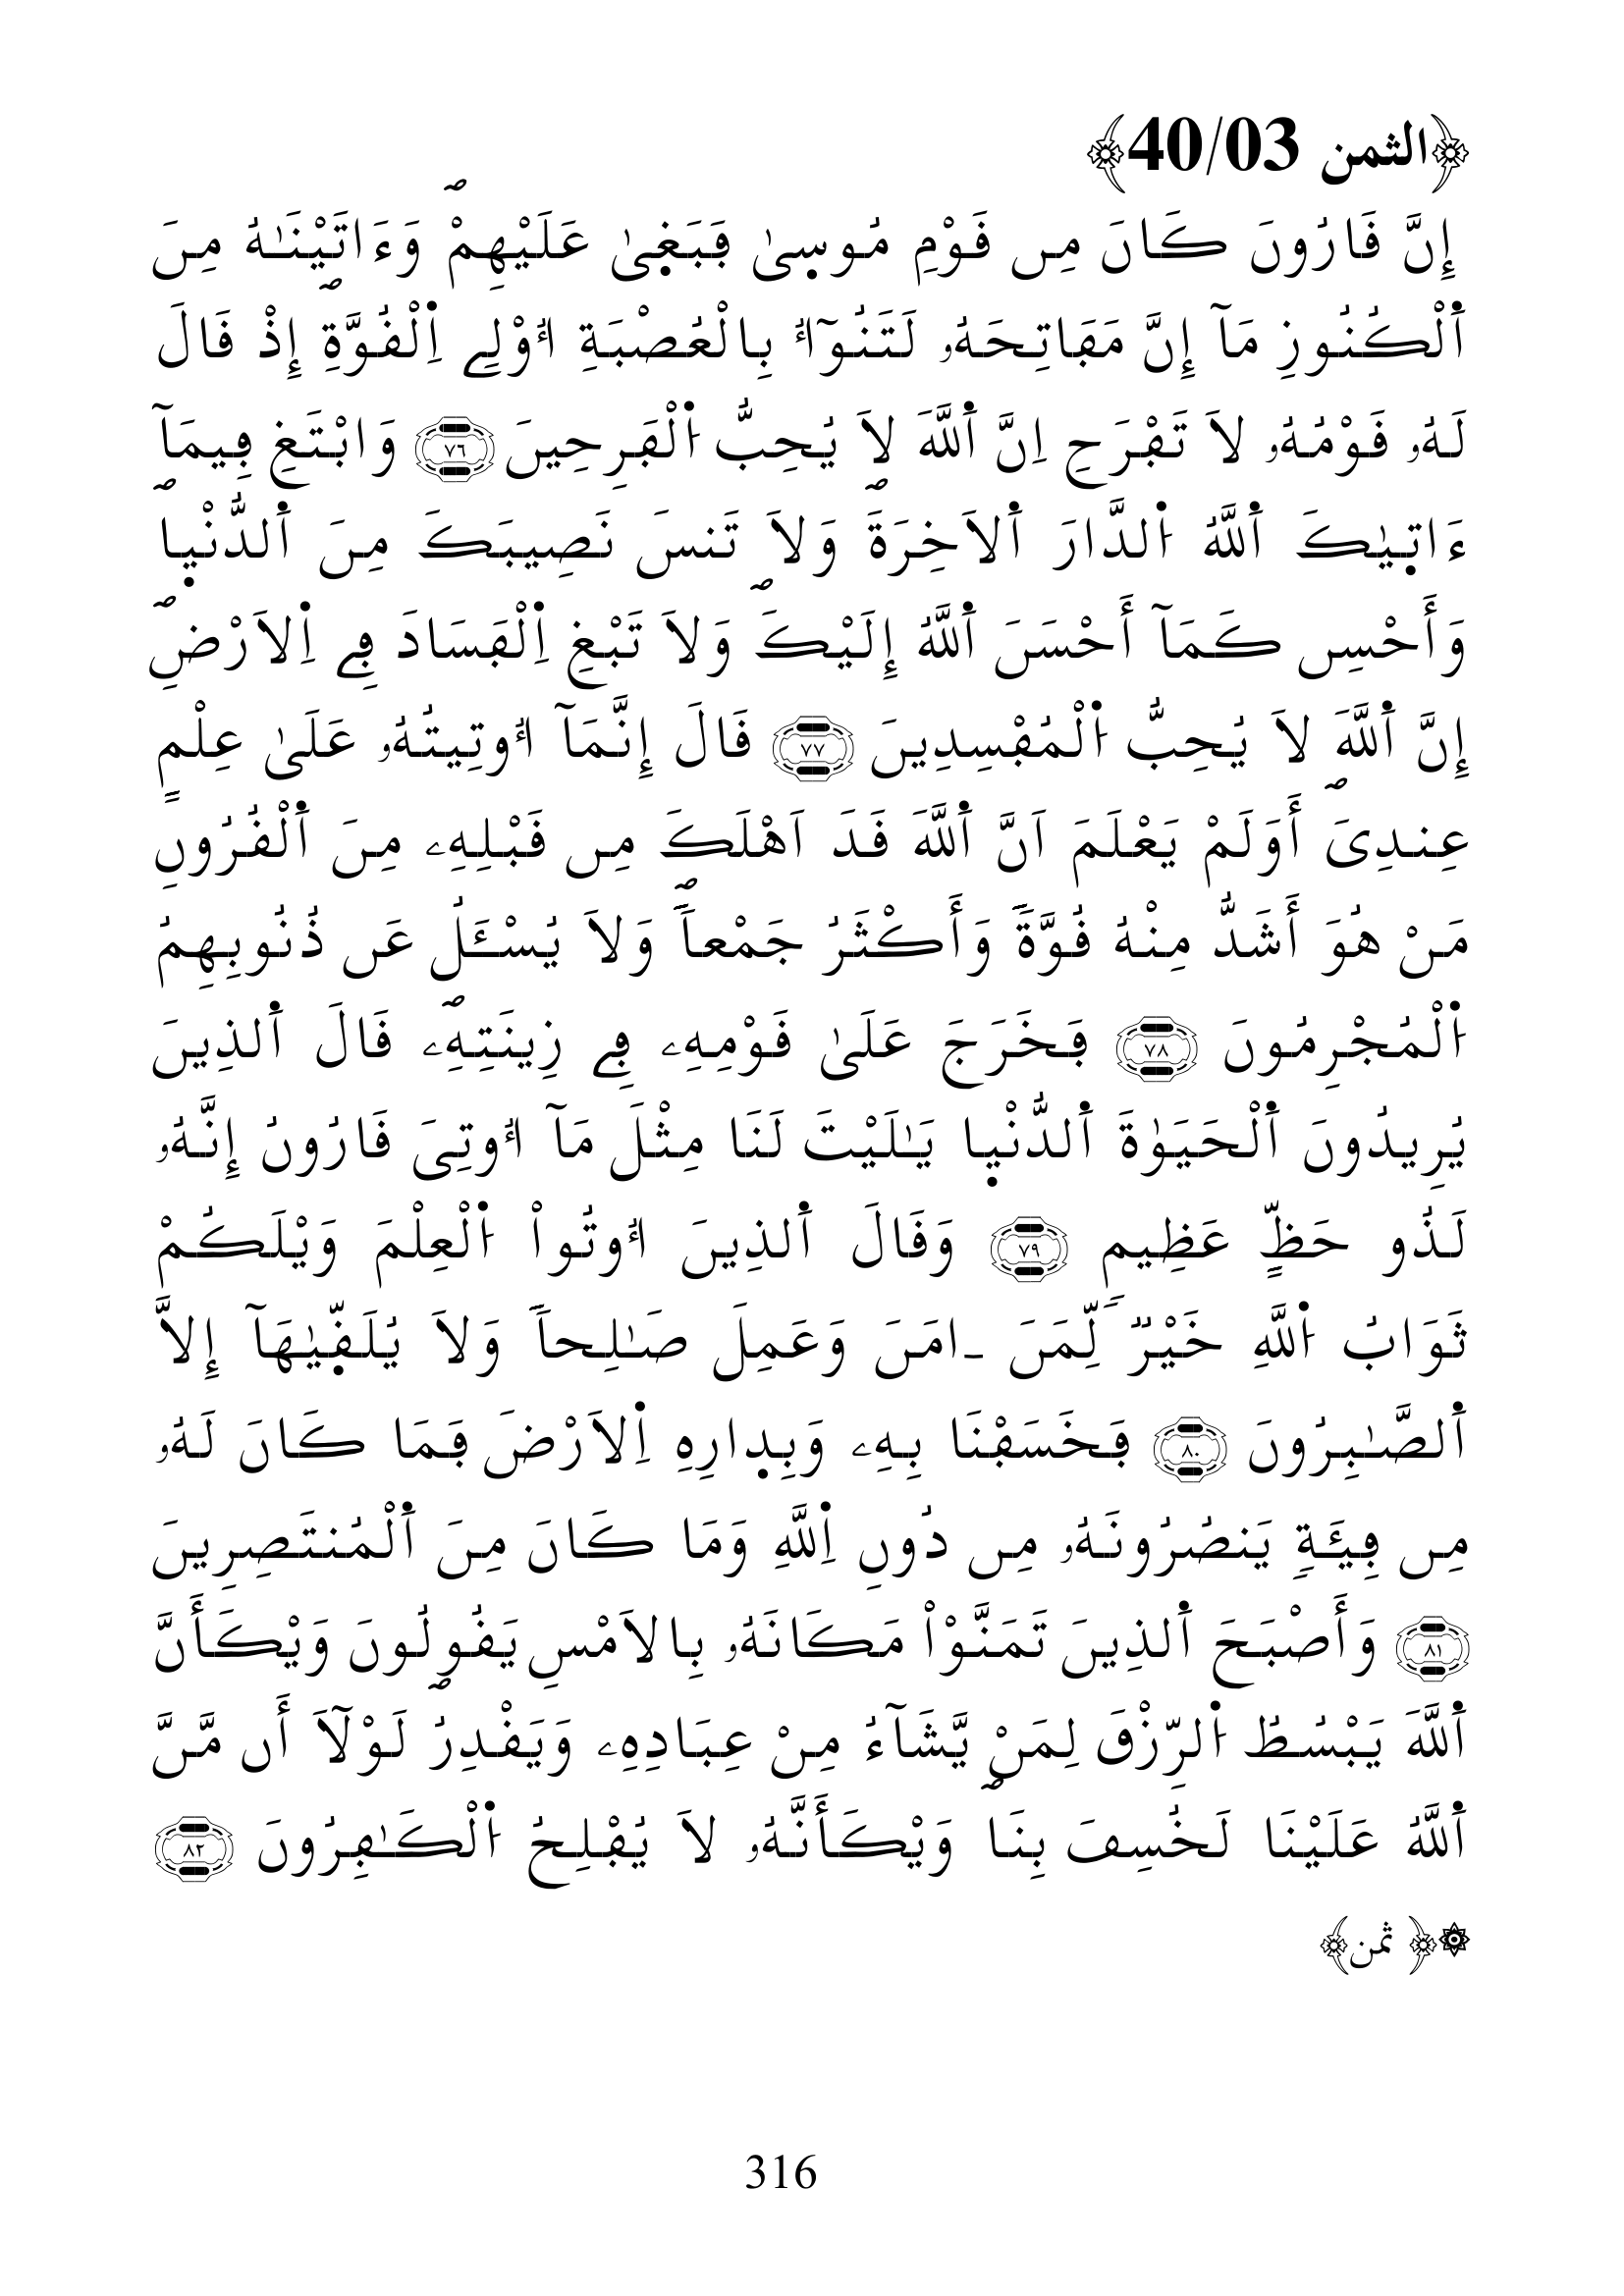 ﴿الثمن 40/03﴾
إِنَّ قَٰرُونَ كَانَ مِن قَوْمِ مُوس۪يٰ فَبَغ۪يٰ عَلَيْهِمْۖ وَءَاتَيْنَٰهُ مِنَ
اَ۬لْكُنُوزِ مَآ إِنَّ مَفَاتِحَهُۥ لَتَنُوٓأُ بِالْعُصْبَةِ أُوْلِے اِ۬لْقُوَّةِۖ إِذْ قَالَ
لَهُۥ قَوْمُهُۥ لَا تَفْرَحِ اِنَّ اَ۬للَّهَ لَا يُحِبُّ اُ۬لْفَرِحِينَ ٧٦ وَابْتَغِ فِيمَآ
ءَات۪يٰكَ اَ۬للَّهُ اُ۬لدَّارَ اَ۬لَاخِرَةَۖ وَلَا تَنسَ نَصِيبَكَ مِنَ اَ۬لدُّنْي۪اۖ
وَأَحْسِن كَمَآ أَحْسَنَ اَ۬للَّهُ إِلَيْكَۖ وَلَا تَبْغِ اِ۬لْفَسَادَ فِے اِ۬لَارْضِۖ
إِنَّ اَ۬للَّهَ لَا يُحِبُّ اُ۬لْمُفْسِدِينَ ٧٧ قَالَ إِنَّمَآ أُوتِيتُهُۥ عَلَىٰ عِلْمٍ
عِندِيَۖ أَوَلَمْ يَعْلَمَ اَنَّ اَ۬للَّهَ قَدَ اَهْلَكَ مِن قَبْلِهِۦ مِنَ اَ۬لْقُرُونِ
مَنْ هُوَ أَشَدُّ مِنْهُ قُوَّةً وَأَكْثَرُ جَمْعاًۖ وَلَا يُسْـَٔلُ عَن ذُنُوبِهِمُ
اُ۬لْمُجْرِمُونَ ٧٨ فَخَرَجَ عَلَىٰ قَوْمِهِۦ فِے زِينَتِهِۦۖ قَالَ اَ۬لذِينَ
يُرِيدُونَ اَ۬لْحَيَوٰةَ اَ۬لدُّنْي۪ا يَٰلَيْتَ لَنَا مِثْلَ مَآ أُوتِيَ قَٰرُونُ إِنَّهُۥ
لَذُو حَظٍّ عَظِيمٍ ٧٩ وَقَالَ اَ۬لذِينَ أُوتُواْ اُ۬لْعِلْمَ وَيْلَكُمْ
ثَوَابُ اُ۬للَّهِ خَيْرٌ لِّمَنَ ـامَنَ وَعَمِلَ صَٰلِحاً وَلَا يُلَقّ۪يٰهَآ إِلَّا
اَ۬لصَّٰبِرُونَ ٨٠ فَخَسَفْنَا بِهِۦ وَبِد۪ارِهِ اِ۬لَارْضَ فَمَا كَانَ لَهُۥ
مِن فِئَةٍ يَنصُرُونَهُۥ مِن دُونِ اِ۬للَّهِ وَمَا كَانَ مِنَ اَ۬لْمُنتَصِرِينَ
٨١ وَأَصْبَحَ اَ۬لذِينَ تَمَنَّوْاْ مَكَانَهُۥ بِالَامْسِ يَقُولُونَ وَيْكَأَنَّ
اَ۬للَّهَ يَبْسُطُ اُ۬لرِّزْقَ لِمَنْ يَّشَآءُ مِنْ عِبَادِهِۦ وَيَقْدِرُۖ لَوْلَآ أَن مَّنَّ
اَ۬للَّهُ عَلَيْنَا لَخُسِفَ بِنَاۖ وَيْكَأَنَّهُۥ لَا يُفْلِحُ اُ۬لْكَٰفِرُونَ ٨٢
۞﴿ ثمن﴾
316